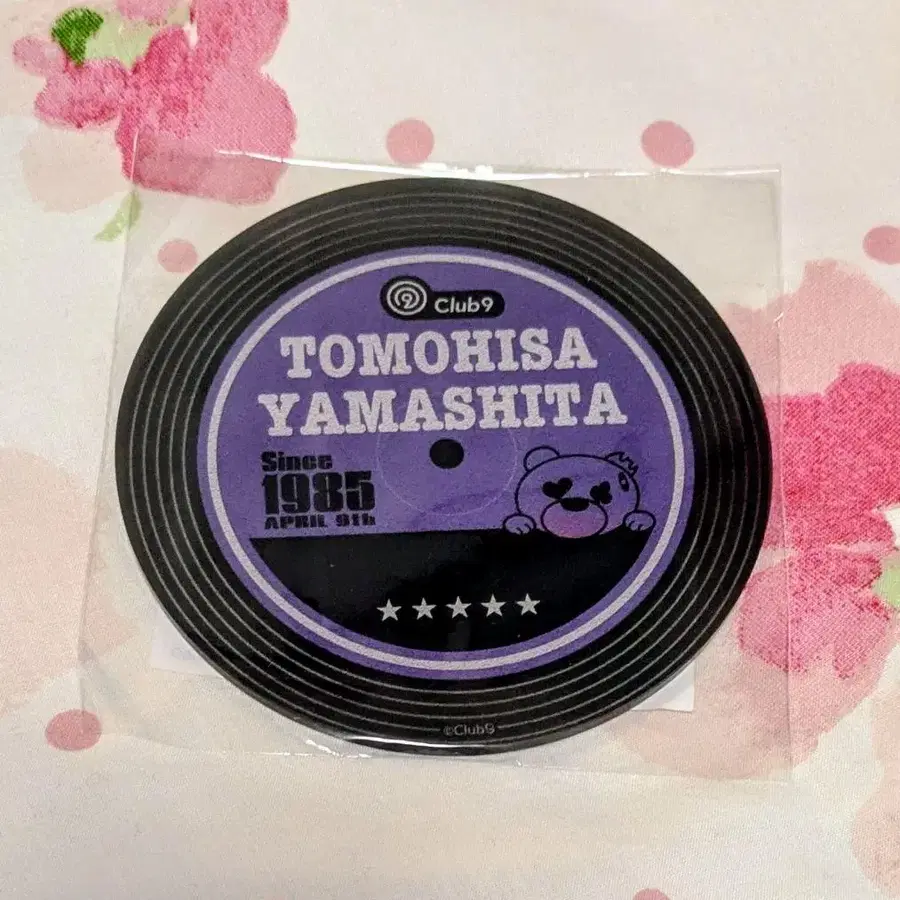 Club9
TOMOHISA
YAMASHITA
Since
1985
APRIL 9th
©Club9